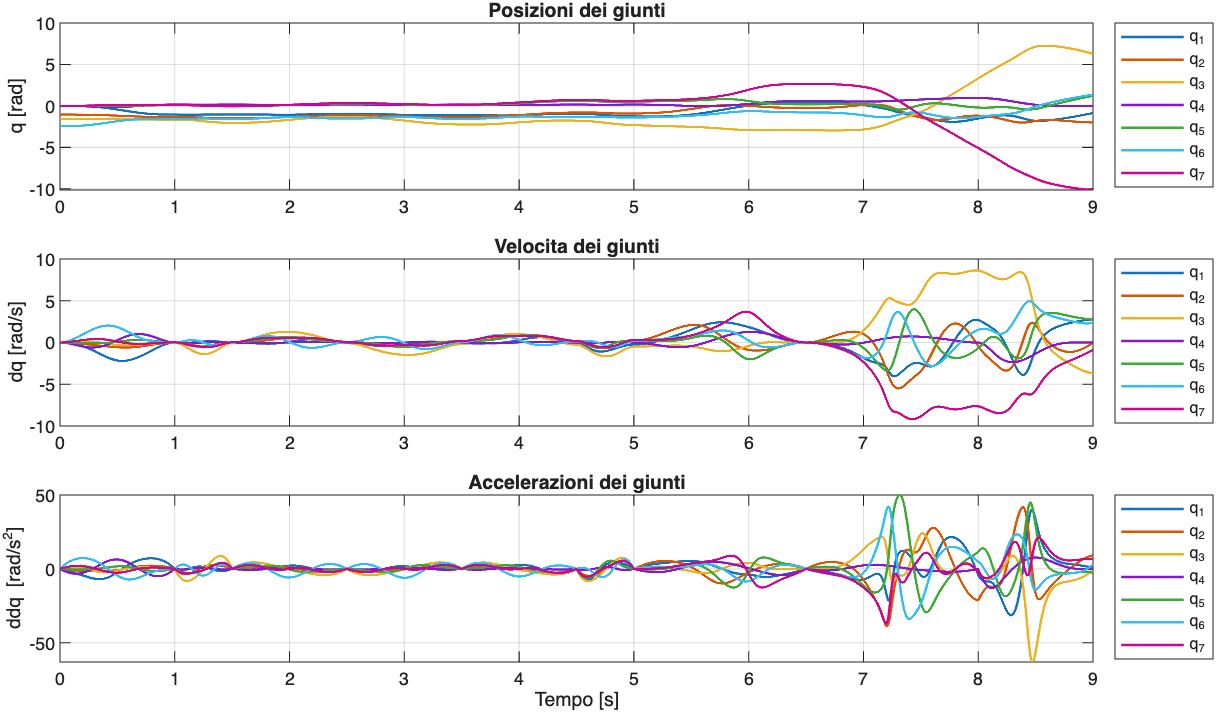 Posizioni dei giunti
10
5
0
-5
-10
q [rad]
0 1 2 3 4 5 6 7 8 9
q1
q2
q3
q4
q5
q6
q7
Velocita dei giunti
10
5
0
-5
-10
dq [rad/s]
0 1 2 3 4 5 6 7 8 9
q1
q2
q3
q4
q5
q6
q7
Accelerazioni dei giunti
50
0
-50
ddq [rad/s²]
0 1 2 3 4 5 6 7 8 9
Tempo [s]
q1
q2
q3
q4
q5
q6
q7